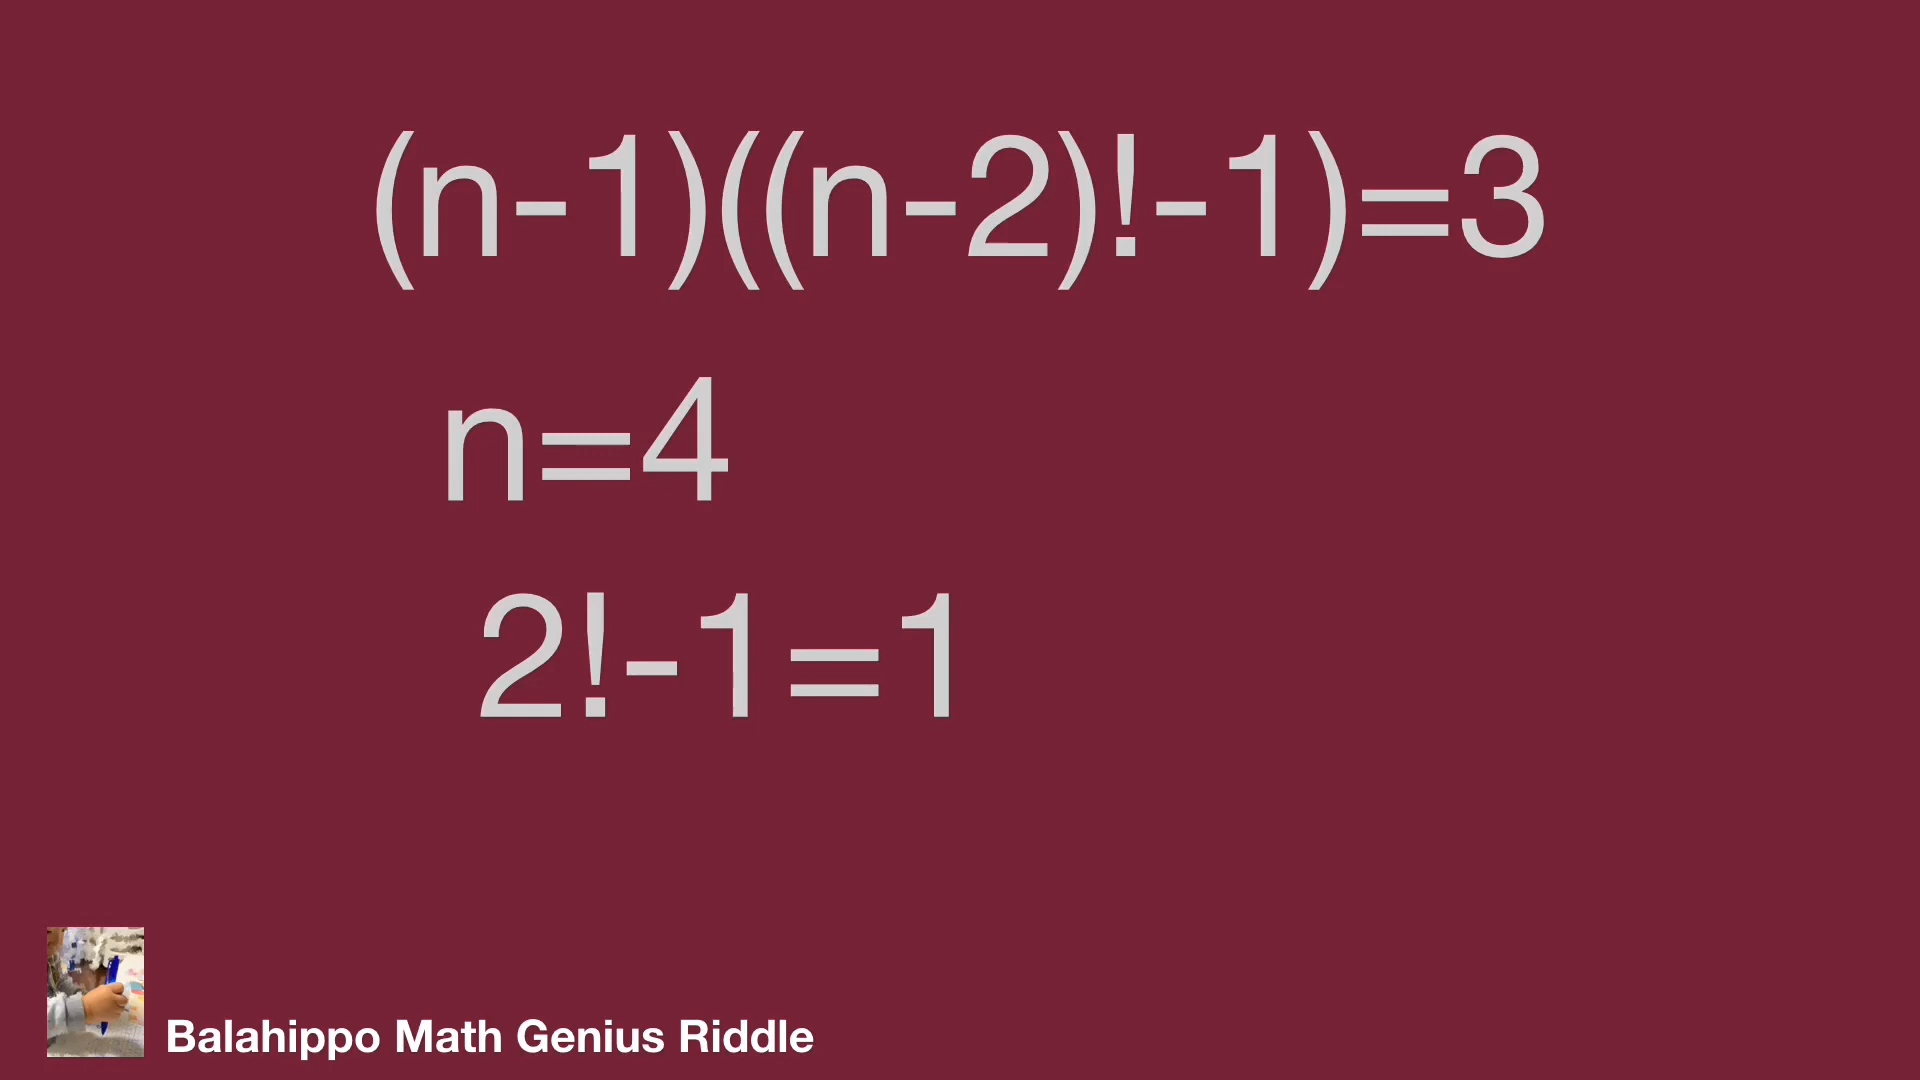 (n-1)((n-2)!-1)=3
n=4
2!-1=1
Balahippo Math Genius Riddle